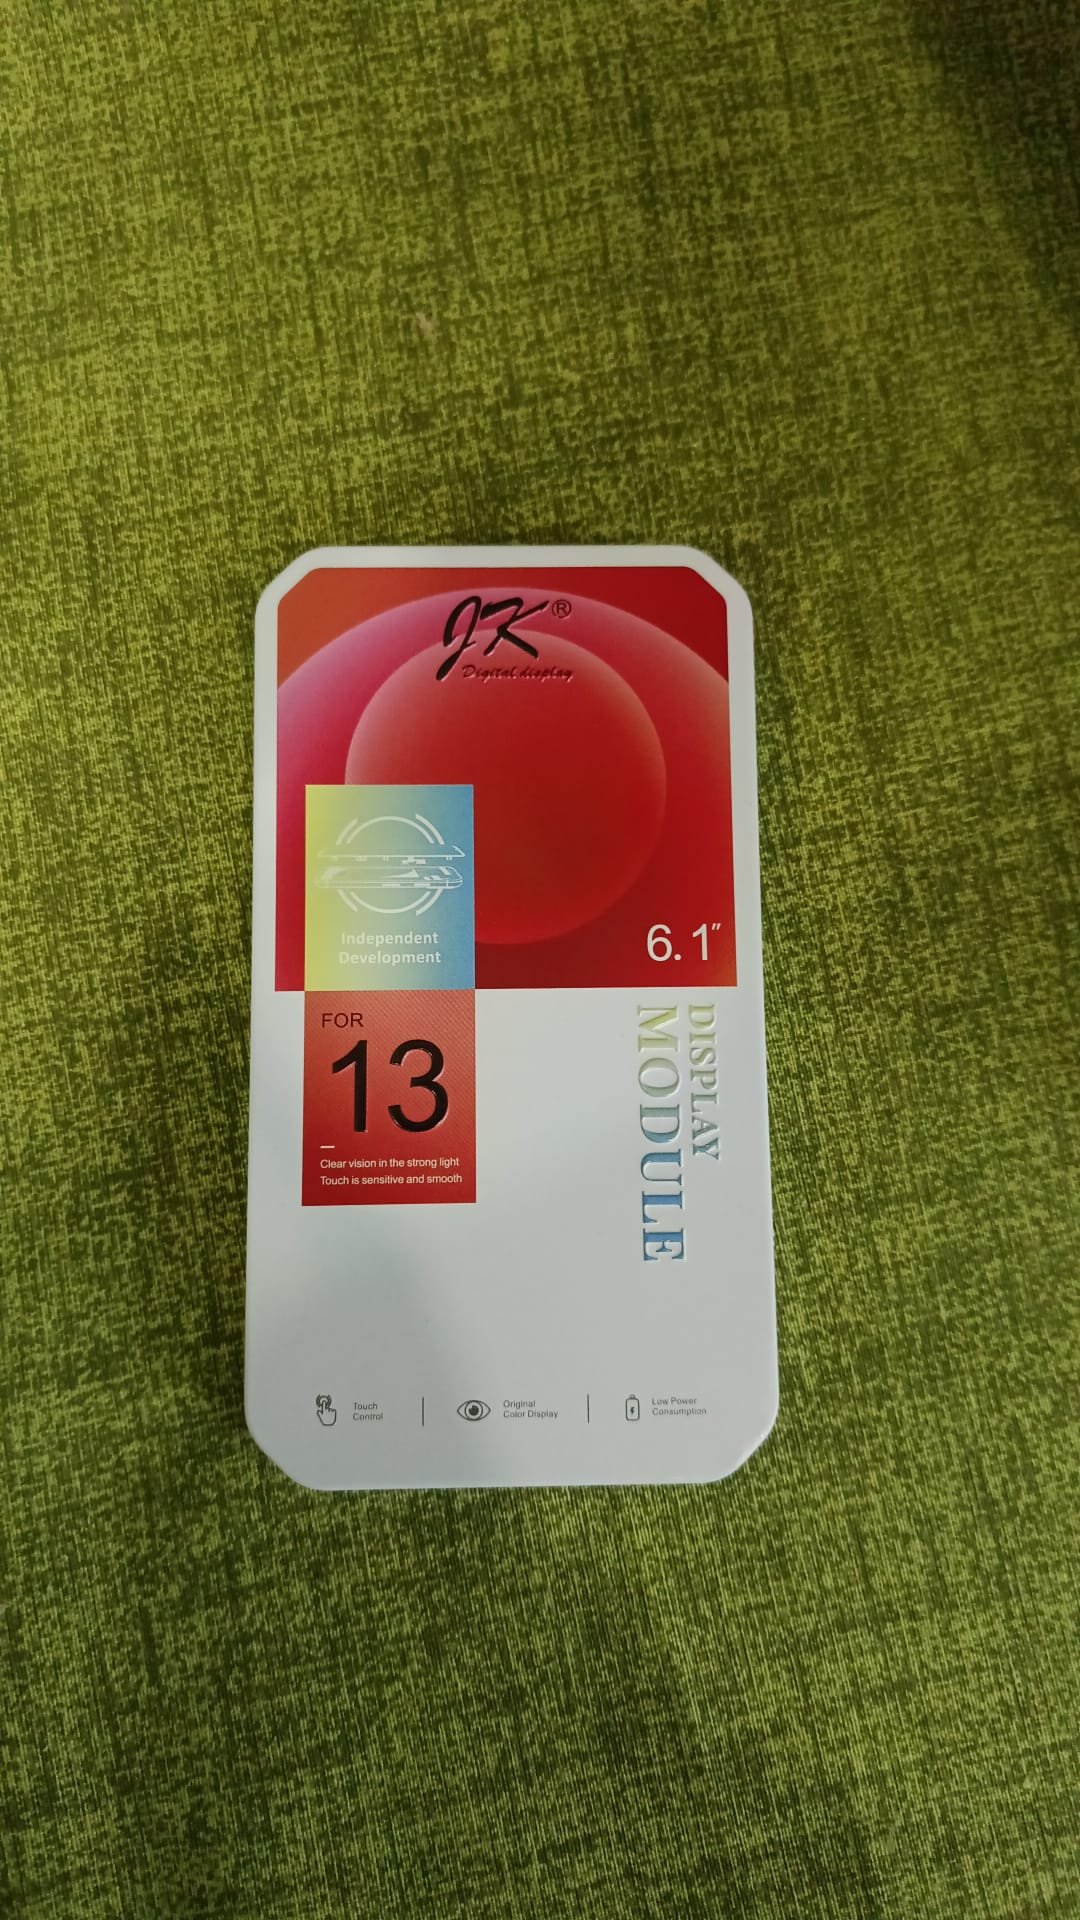 JK®
Digital display
Independent
Development
6.1"
FOR
13
Clear vision in the strong light
Touch is sensitive and smooth
DISPLAY
MODULE
Touch
Control
Original
Color Display
Low Power
Consumption